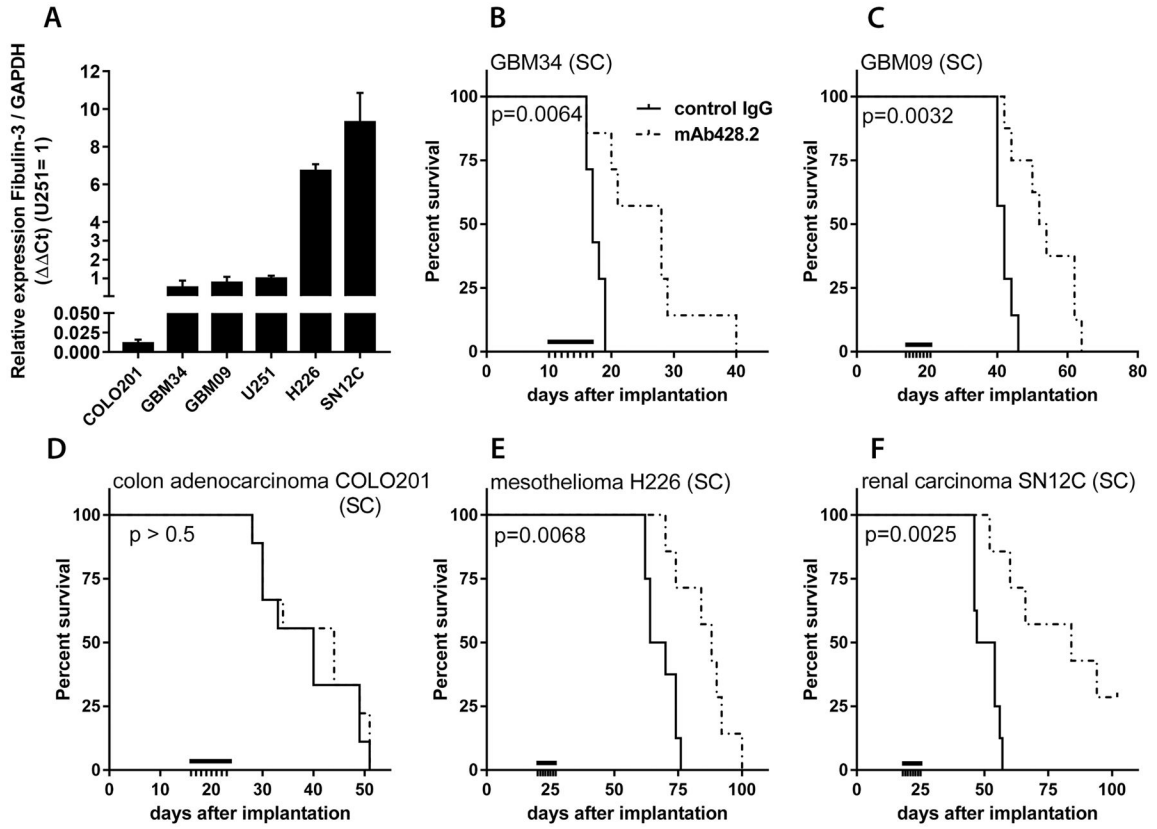 A
Relative expression Fibulin-3 / GAPDH
(ΔΔCt) (U251= 1)
12
10
8
6
4
3
2
1
0.050
0.025
0.000
COLO201
GBM34
GBM09
U251
H226
SN12C
B
GBM34 (SC)
Percent survival
100
75
50
25
0
p=0.0064
control IgG
mAb428.2
0 10 20 30 40
days after implantation
C
GBM09 (SC)
Percent survival
100
75
50
25
0
p=0.0032
0 20 40 60 80
days after implantation
D
colon adenocarcinoma COLO201
(SC)
Percent survival
100
75
50
25
0
p > 0.5
0 10 20 30 40 50
days after implantation
E
mesothelioma H226 (SC)
Percent survival
100
75
50
25
0
p=0.0068
0 25 50 75 100
days after implantation
F
renal carcinoma SN12C (SC)
Percent survival
100
75
50
25
0
p=0.0025
0 25 50 75 100
days after implantation